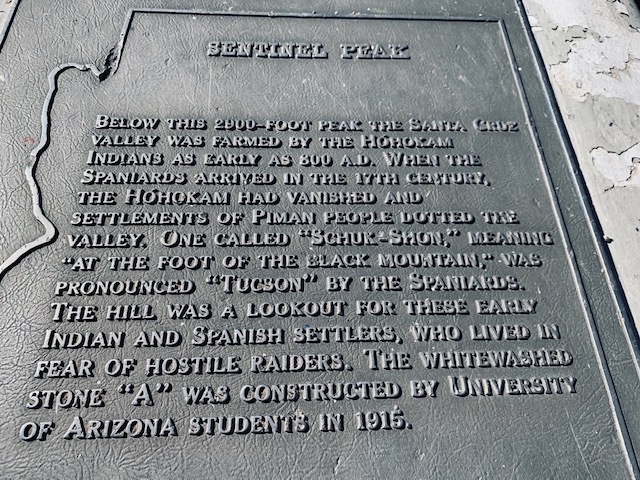 SENTINEL PEAK
BELOW THIS 2900-FOOT PEAK THE SANTA CRUZ
VALLEY WAS FARMED BY THE HOHOKAM
INDIANS AS EARLY AS 800 A.D. WHEN THE
SPANIARDS ARRIVED IN THE 17TH CENTURY,
THE HOHOKAM HAD VANISHED AND
SETTLEMENTS OF PIMAN PEOPLE DOTTED THE
VALLEY. ONE CALLED "SCHUK-SHON," MEANING
"AT THE FOOT OF THE BLACK MOUNTAIN," WAS
PRONOUNCED "TUCSON" BY THE SPANIARDS.
THE HILL WAS A LOOKOUT FOR THESE EARLY
INDIAN AND SPANISH SETTLERS, WHO LIVED IN
FEAR OF HOSTILE RAIDERS. THE WHITEWASHED
STONE "A" WAS CONSTRUCTED BY UNIVERSITY
OF ARIZONA STUDENTS IN 1915.